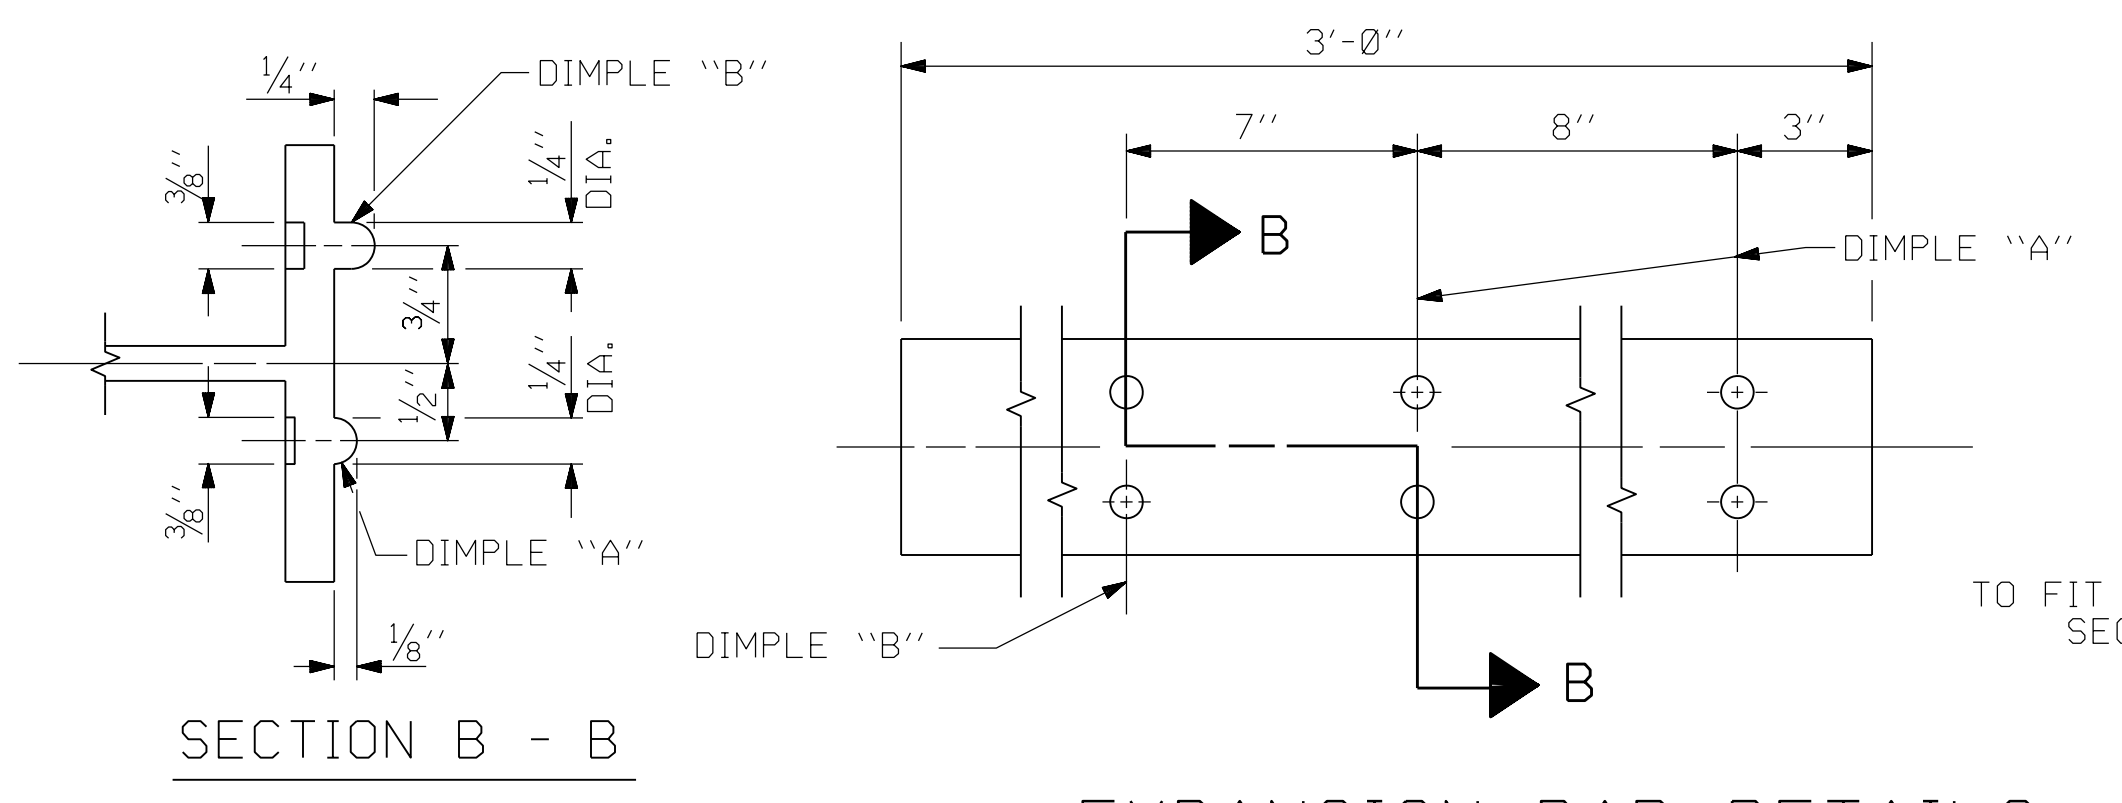 1/4"
DIMPLE "B"
3/8"
1/4" DIA.
3/4"
1/2"
1/4" DIA.
3/8"
DIMPLE "A"
1/8"
SECTION B - B
3'-0"
7"
8"
3"
B
DIMPLE "A"
DIMPLE "B"
B
TO FIT